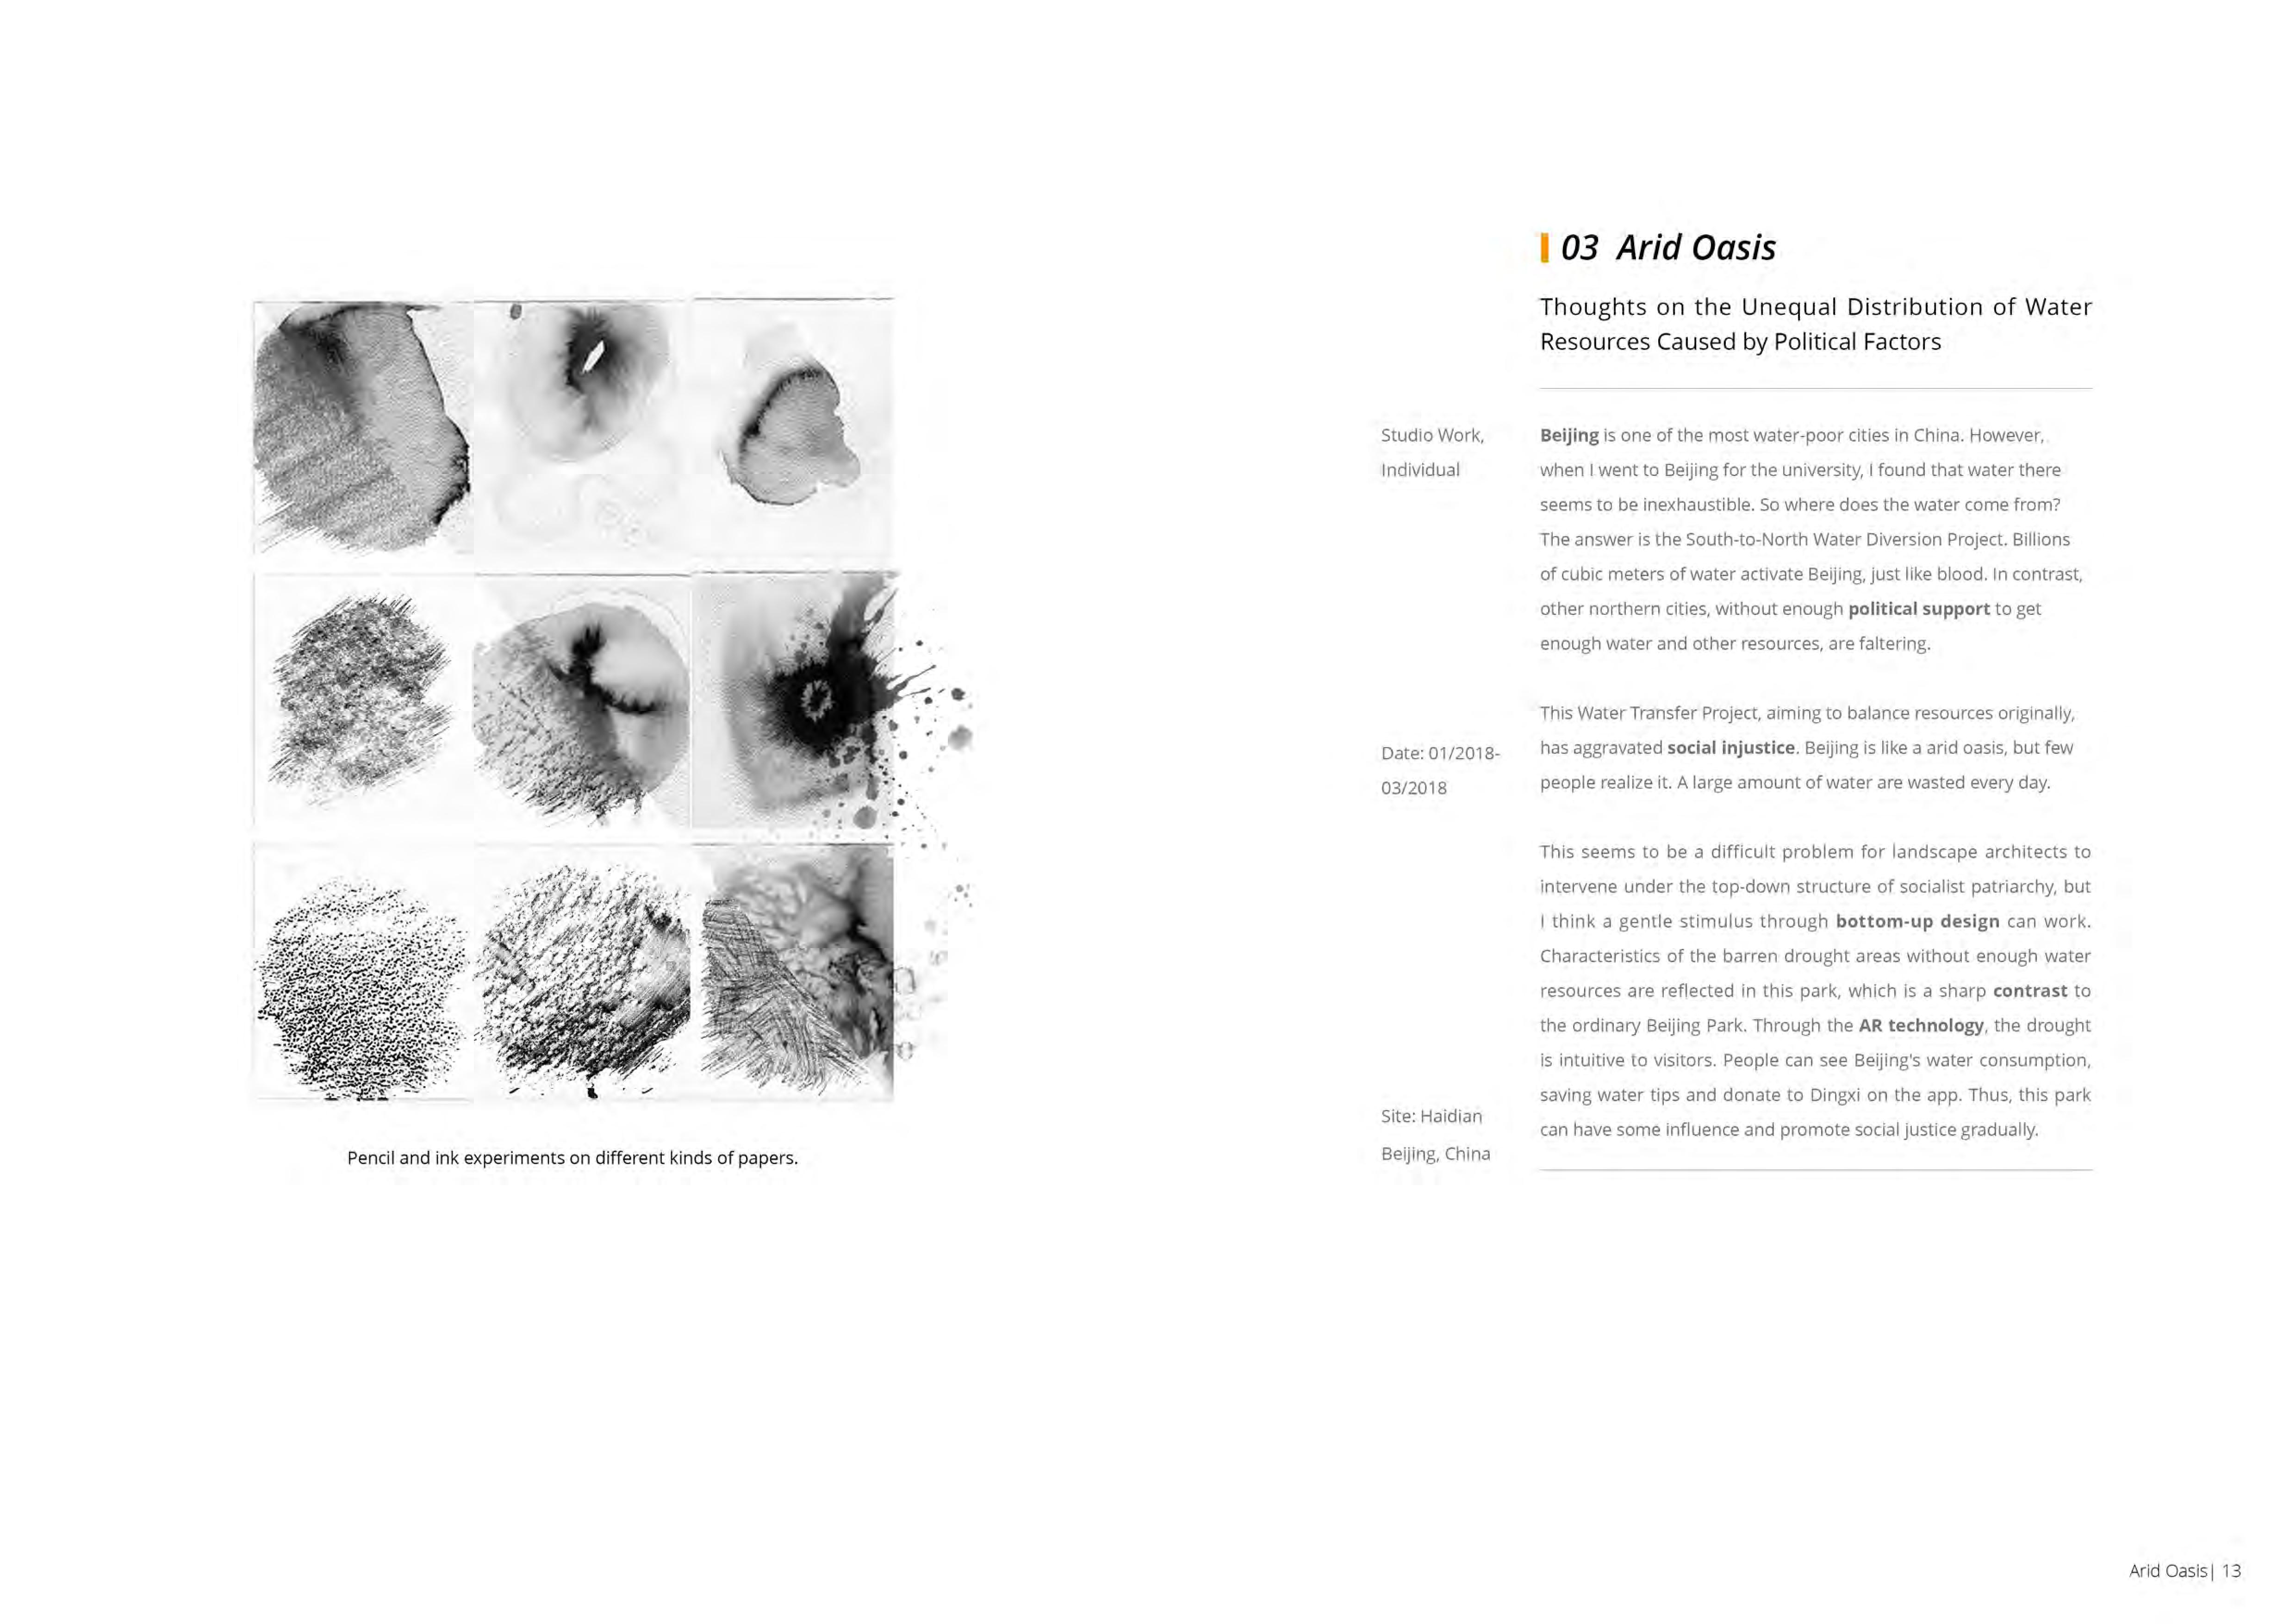 03 Arid Oasis
Thoughts on the Unequal Distribution of Water
Resources Caused by Political Factors
Studio Work,
Individual
Date: 01/2018-
03/2018
Site: Haidian
Beijing, China
Beijing is one of the most water-poor cities in China. However,
when I went to Beijing for the university, I found that water there
seems to be inexhaustible. So where does the water come from?
The answer is the South-to-North Water Diversion Project. Billions
of cubic meters of water activate Beijing, just like blood. In contrast,
other northern cities, without enough political support to get
enough water and other resources, are faltering.
This Water Transfer Project, aiming to balance resources originally,
has aggravated social injustice. Beijing is like a arid oasis, but few
people realize it. A large amount of water are wasted every day.
This seems to be a difficult problem for landscape architects to
intervene under the top-down structure of socialist patriarchy, but
I think a gentle stimulus through bottom-up design can work.
Characteristics of the barren drought areas without enough water
resources are reflected in this park, which is a sharp contrast to
the ordinary Beijing Park. Through the AR technology, the drought
is intuitive to visitors. People can see Beijing's water consumption,
saving water tips and donate to Dingxi on the app. Thus, this park
can have some influence and promote social justice gradually.
Pencil and ink experiments on different kinds of papers.
Arid Oasis| 13